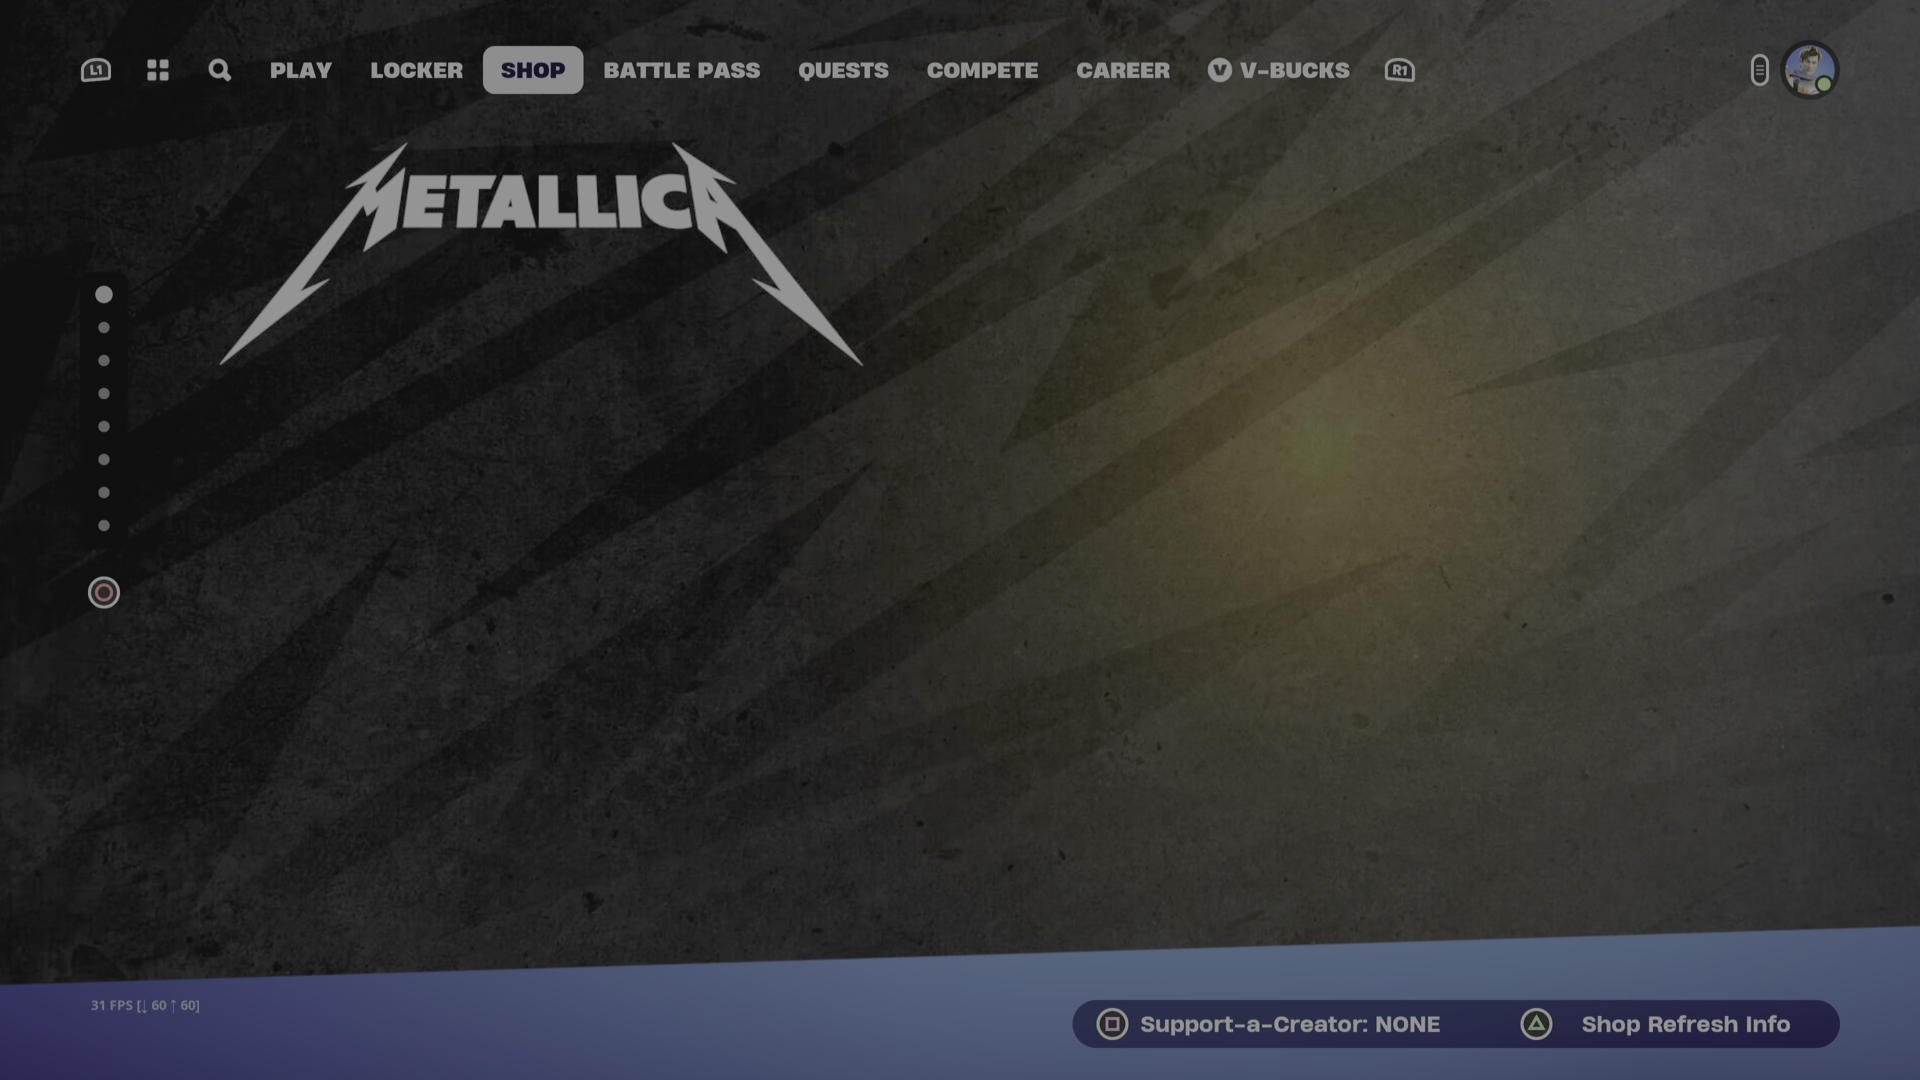 L1 PLAY LOCKER SHOP BATTLE PASS QUESTS COMPETE CAREER V V-BUCKS R1
METALLICA
31 FPS [↓ 60 ↑ 60]
Support-a-Creator: NONE Shop Refresh Info